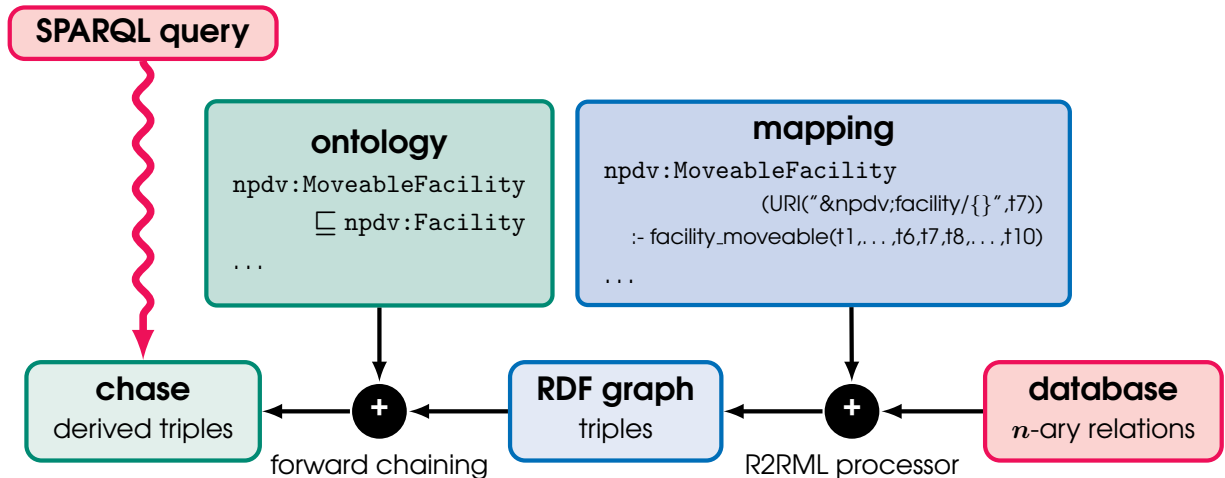 SPARQL query
ontology
npdv:MoveableFacility
⊑ npdv:Facility
...
mapping
npdv:MoveableFacility
(URI("&npdv;facility/{}",t7))
:- facility_moveable(t1,...,t6,t7,t8,...,t10)
...
chase
derived triples
+
forward chaining
RDF graph
triples
+
R2RML processor
database
n-ary relations